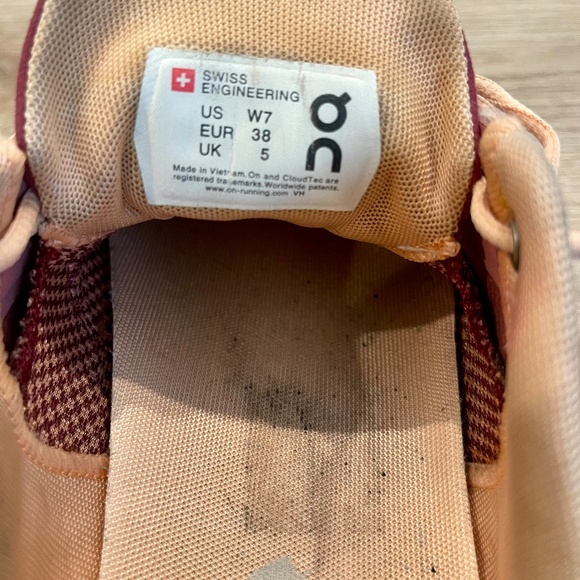 SWISS
ENGINEERING
US W7
EUR 38
UK 5
On
Made in Vietnam. On and CloudTec are
registered trademarks. Worldwide patents.
www.on-running.com VH